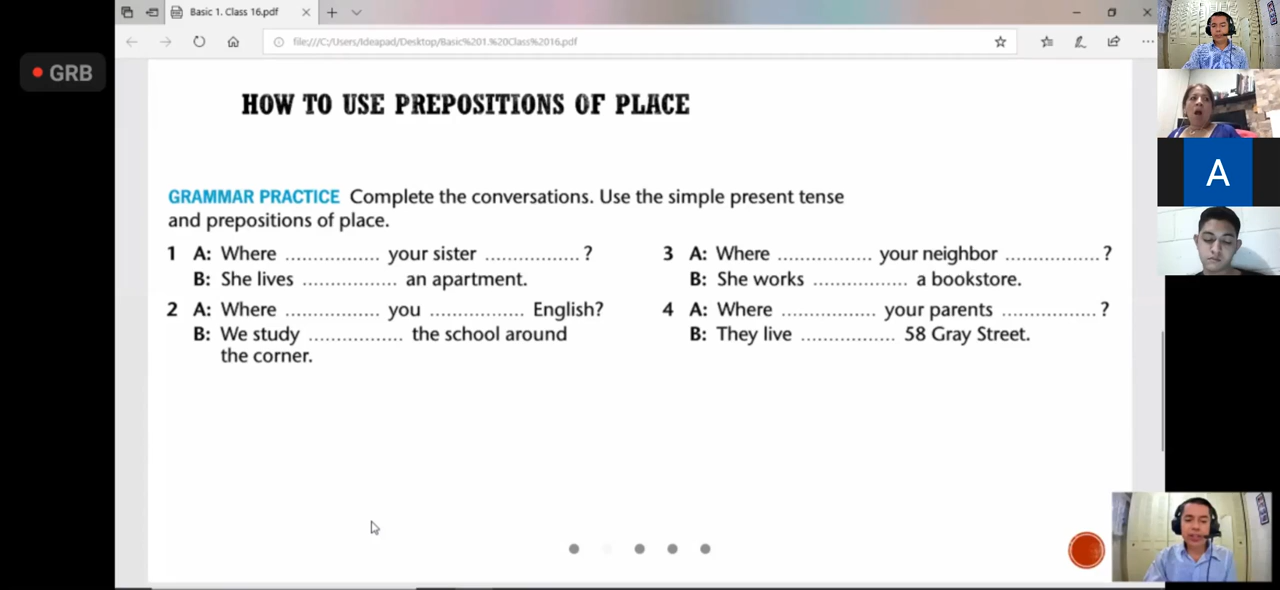 Basic 1. Class 16.pdf
GRB
file:///C:/Users/Ideapad/Desktop/Basic%201.%20Class%2016.pdf
HOW TO USE PREPOSITIONS OF PLACE
GRAMMAR PRACTICE Complete the conversations. Use the simple present tense
and prepositions of place.
1 A: Where ................ your sister ................?
B: She lives ................ an apartment.
2 A: Where ................ you ................ English?
B: We study ................ the school around
the corner.
3 A: Where ................ your neighbor ................?
B: She works ................ a bookstore.
4 A: Where ................ your parents ................?
B: They live ................ 58 Gray Street.
A